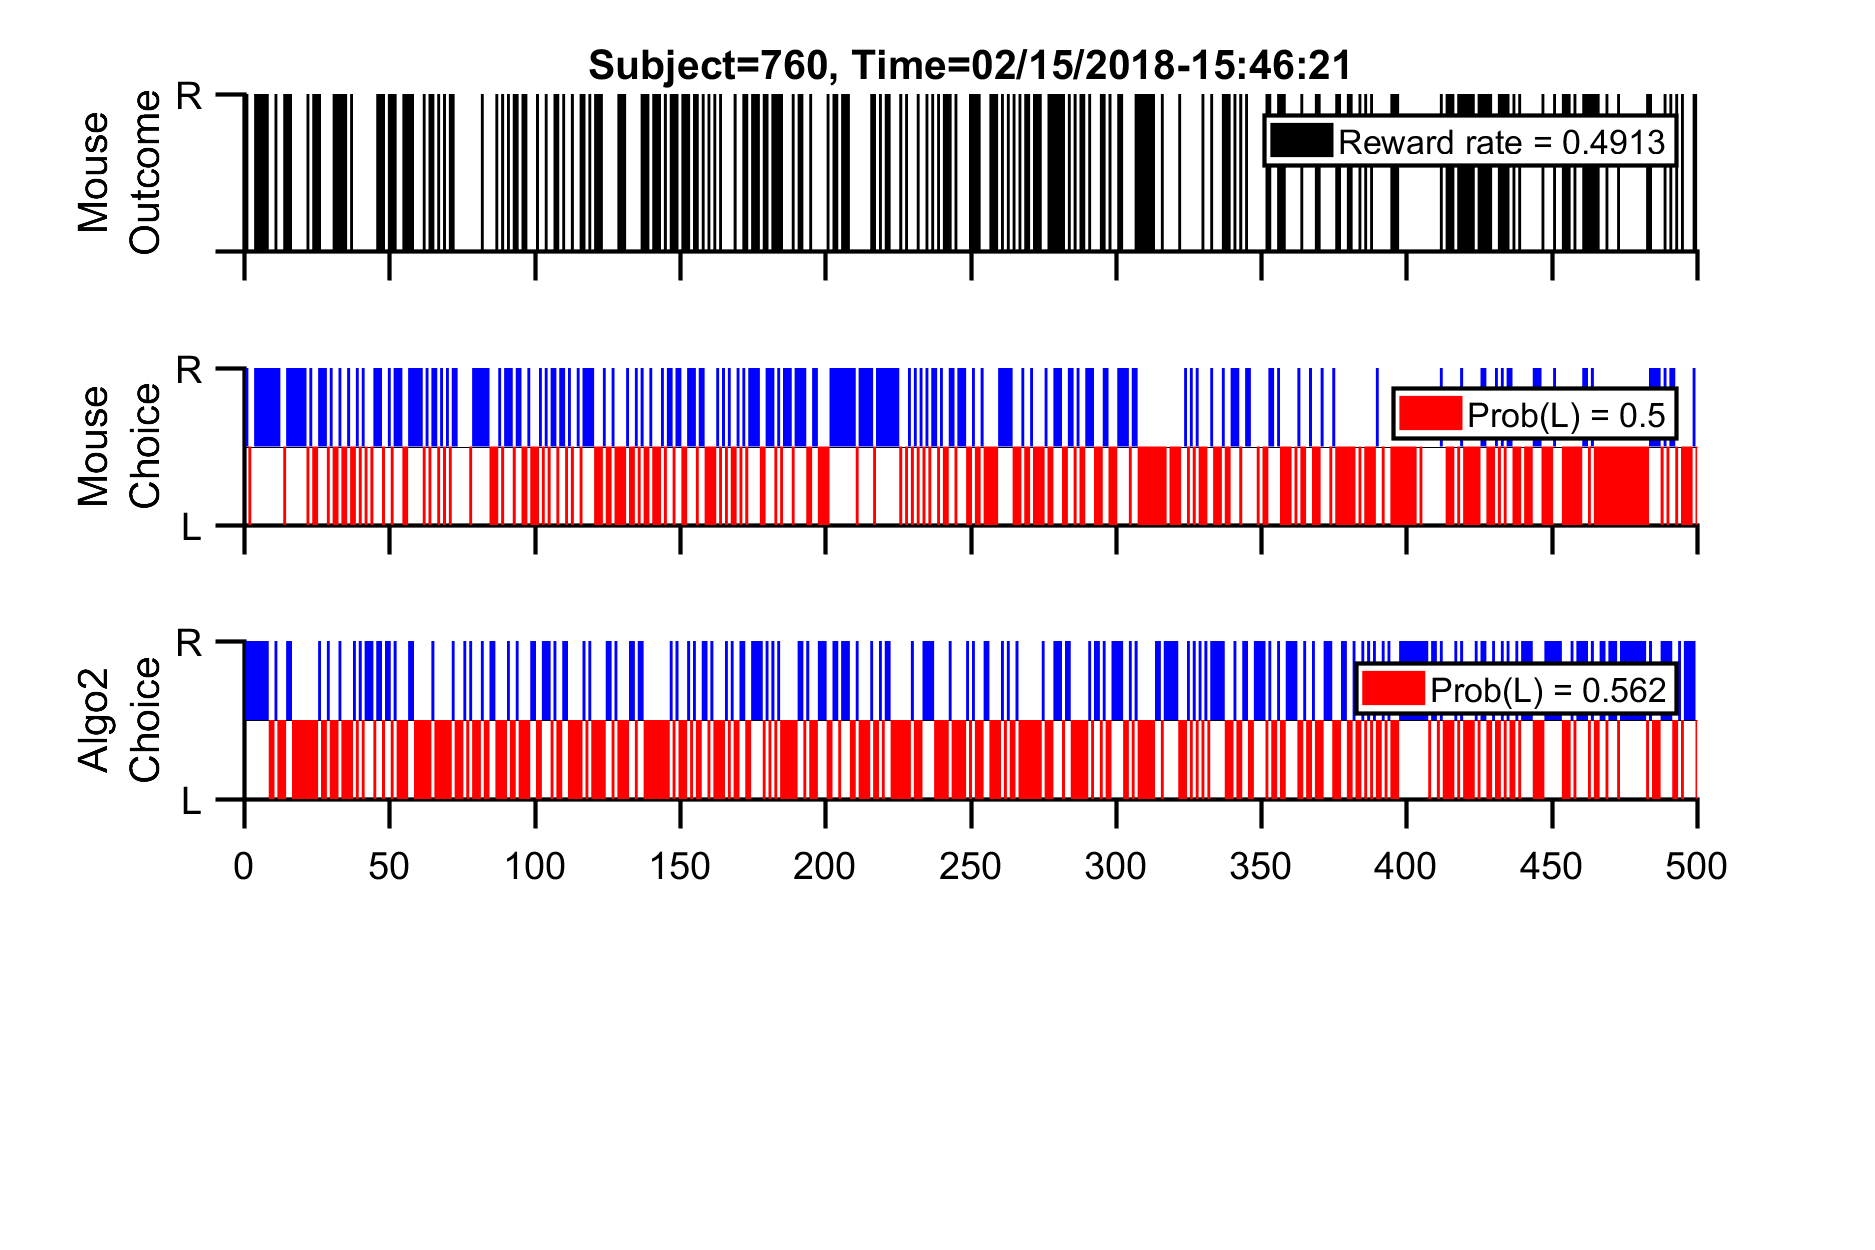 Subject=760, Time=02/15/2018-15:46:21
Mouse
Outcome
R
Reward rate = 0.4913
Mouse
Choice
R
L
Prob(L) = 0.5
Algo2
Choice
R
L
Prob(L) = 0.562
0 50 100 150 200 250 300 350 400 450 500